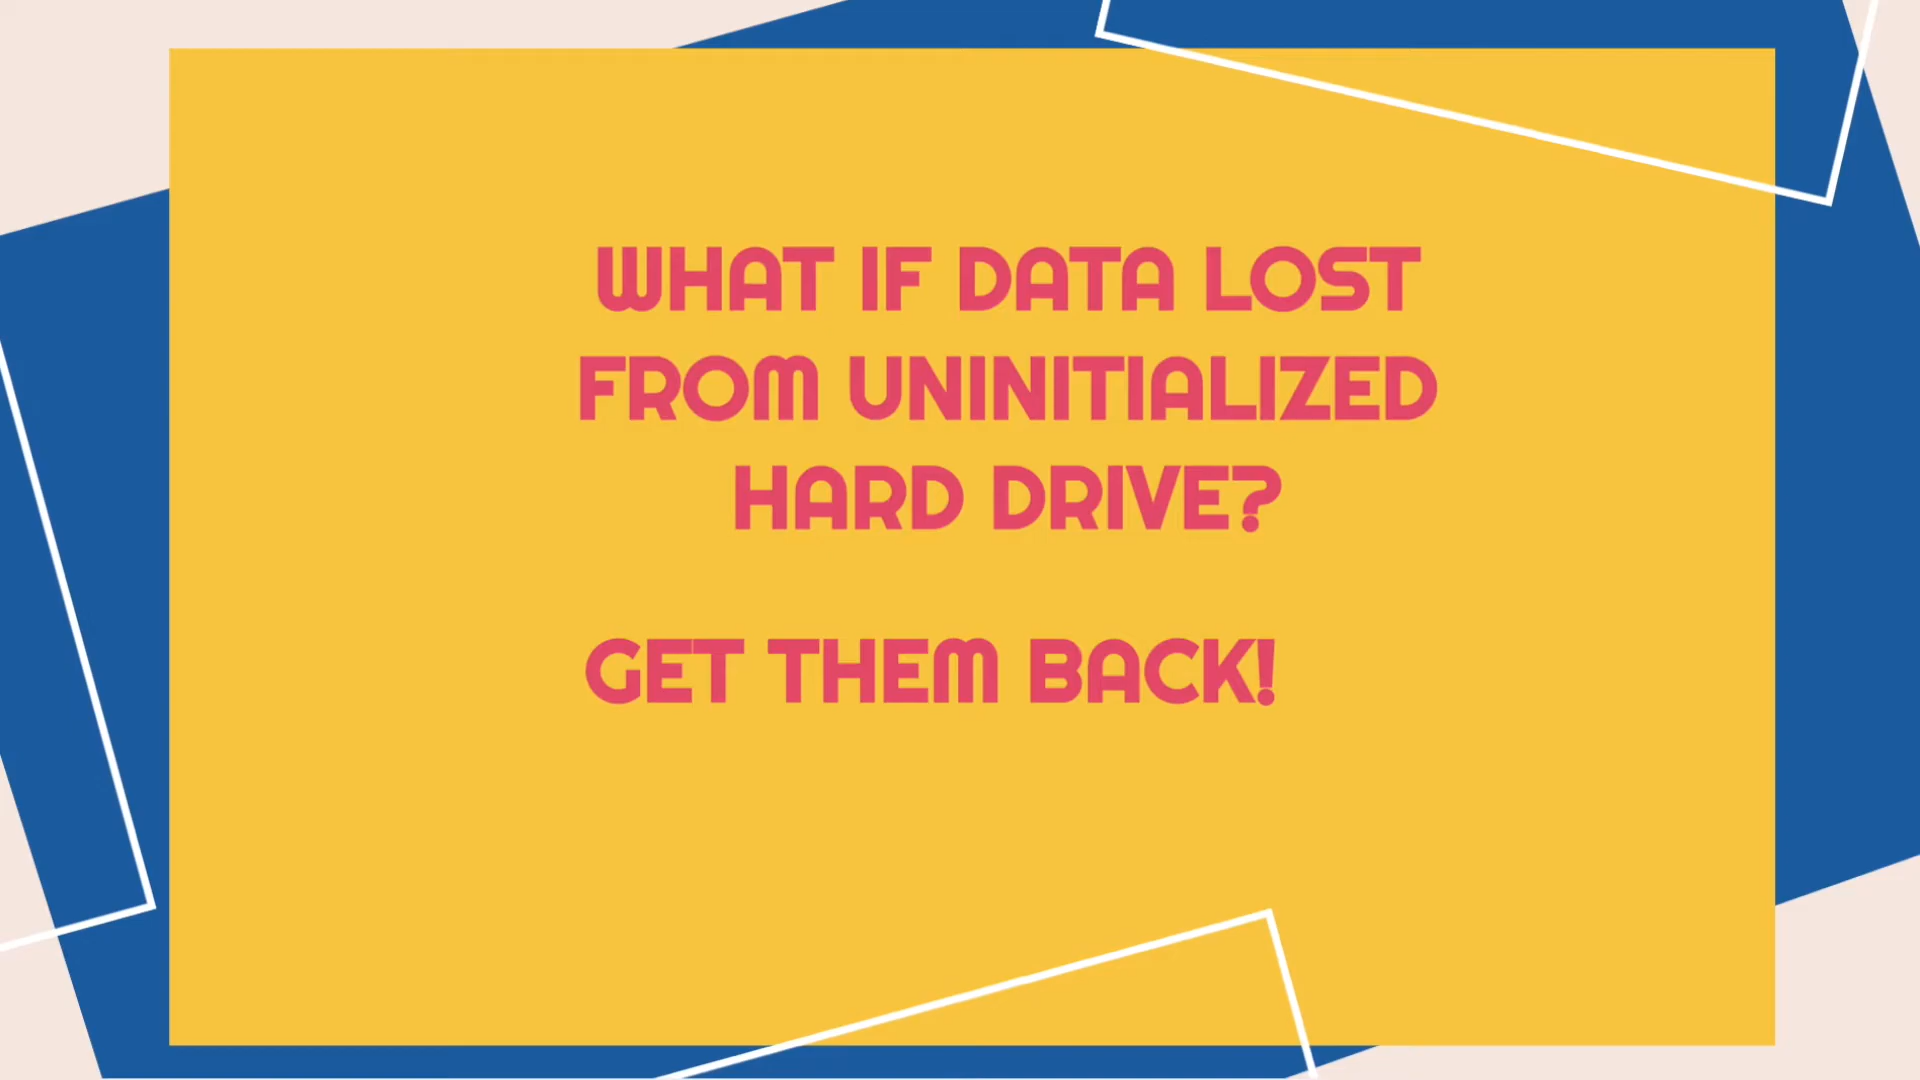 WHAT IF DATA LOST
FROM UNINITIALIZED
HARD DRIVE?
GET THEM BACK!